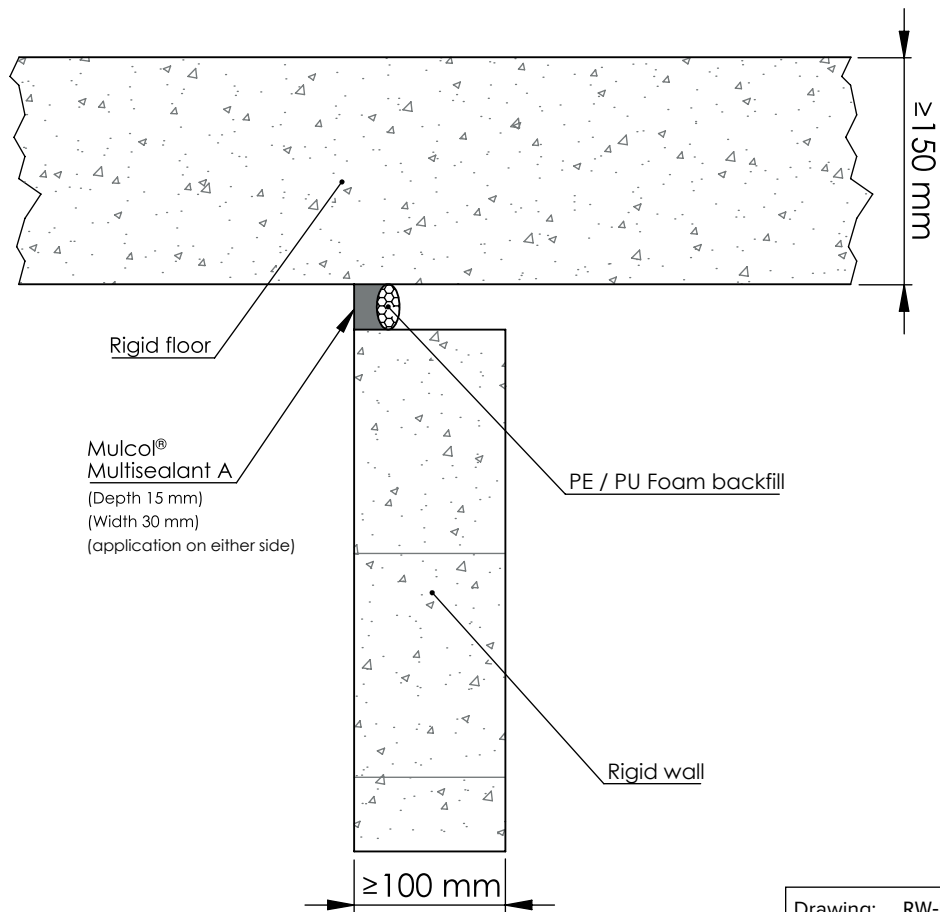 ≥150 mm
Rigid floor
Mulcol®
Multisealant A
(Depth 15 mm)
(Width 30 mm)
(application on either side)
PE / PU Foam backfill
Rigid wall
≥100 mm
Drawing: RW-